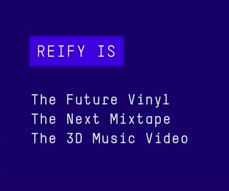 REIFY IS
The Future Vinyl
The Next Mixtape
The 3D Music Video